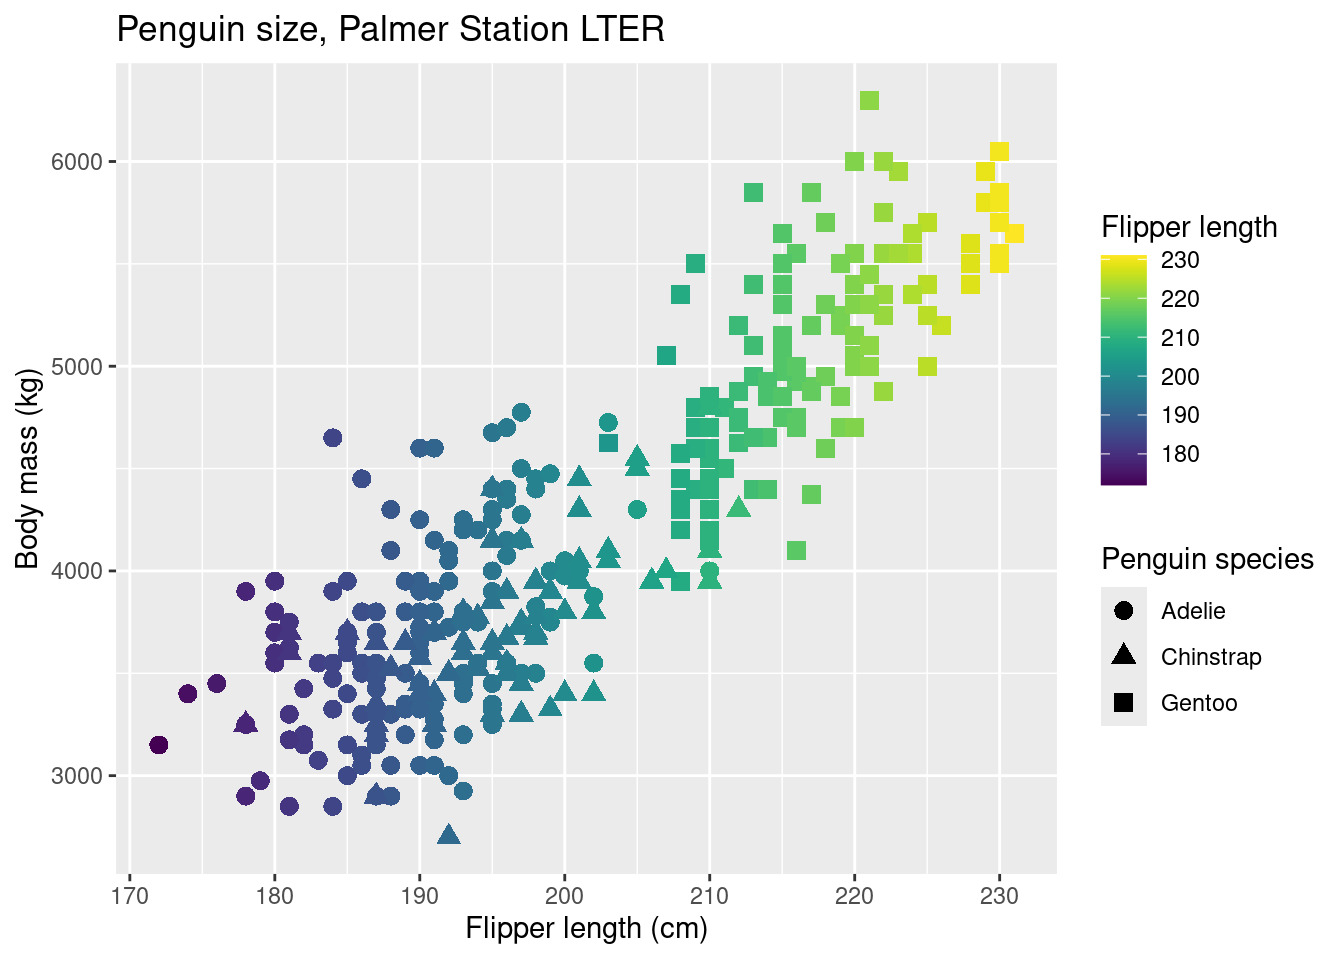 Penguin size, Palmer Station LTER
Body mass (kg)
6000
5000
4000
3000
170 180 190 200 210 220 230
Flipper length (cm)
Flipper length
230
220
210
200
190
180
Penguin species
Adelie
Chinstrap
Gentoo